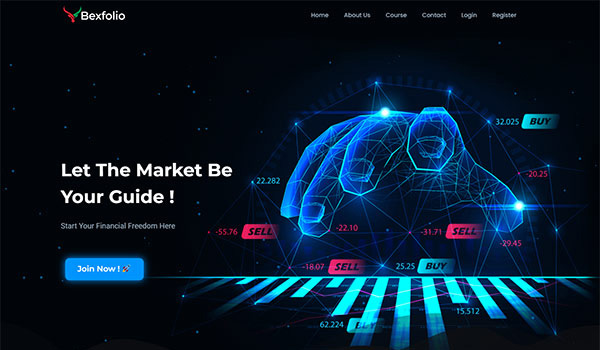 Bexfolio
Home About Us Course Contact Login Register
32.025 BUY
Let The Market Be
Your Guide !
-20.25
22.282
Start Your Financial Freedom Here
-55.76 SELL
-22.10
-31.71 SELL
-29.45
Join Now !
-18.07 SELL
25.25 BUY
15,512
62.224 BUY